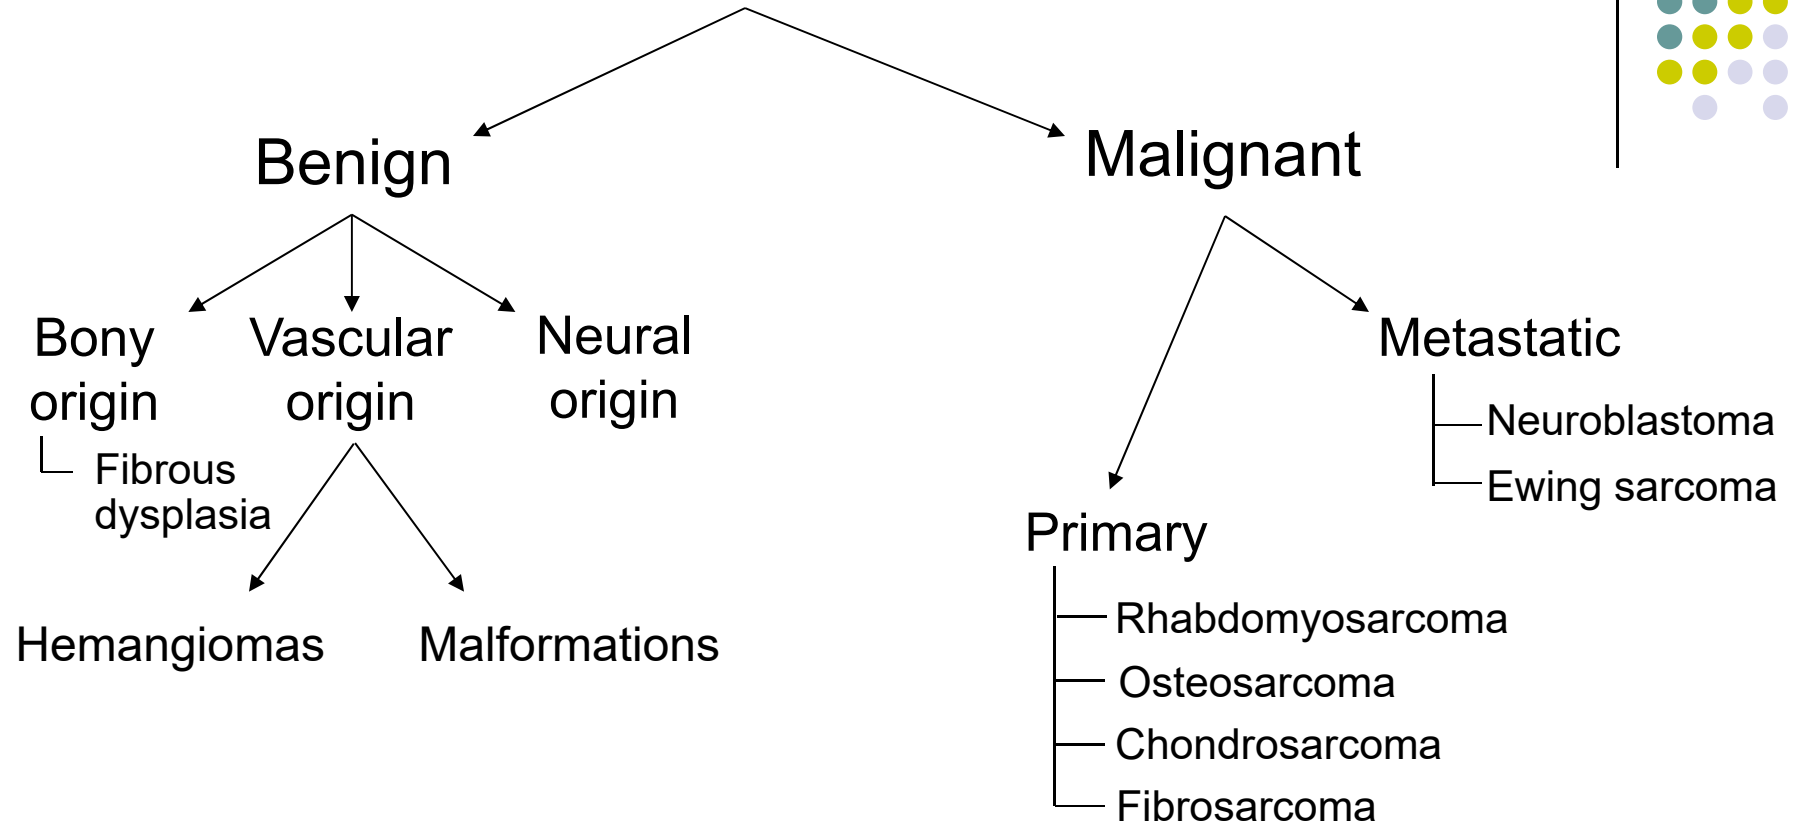 Benign
Malignant
Bony
origin
Vascular
origin
Neural
origin
Metastatic
Neuroblastoma
Ewing sarcoma
Fibrous
dysplasia
Primary
Hemangiomas
Malformations
Rhabdomyosarcoma
Osteosarcoma
Chondrosarcoma
Fibrosarcoma